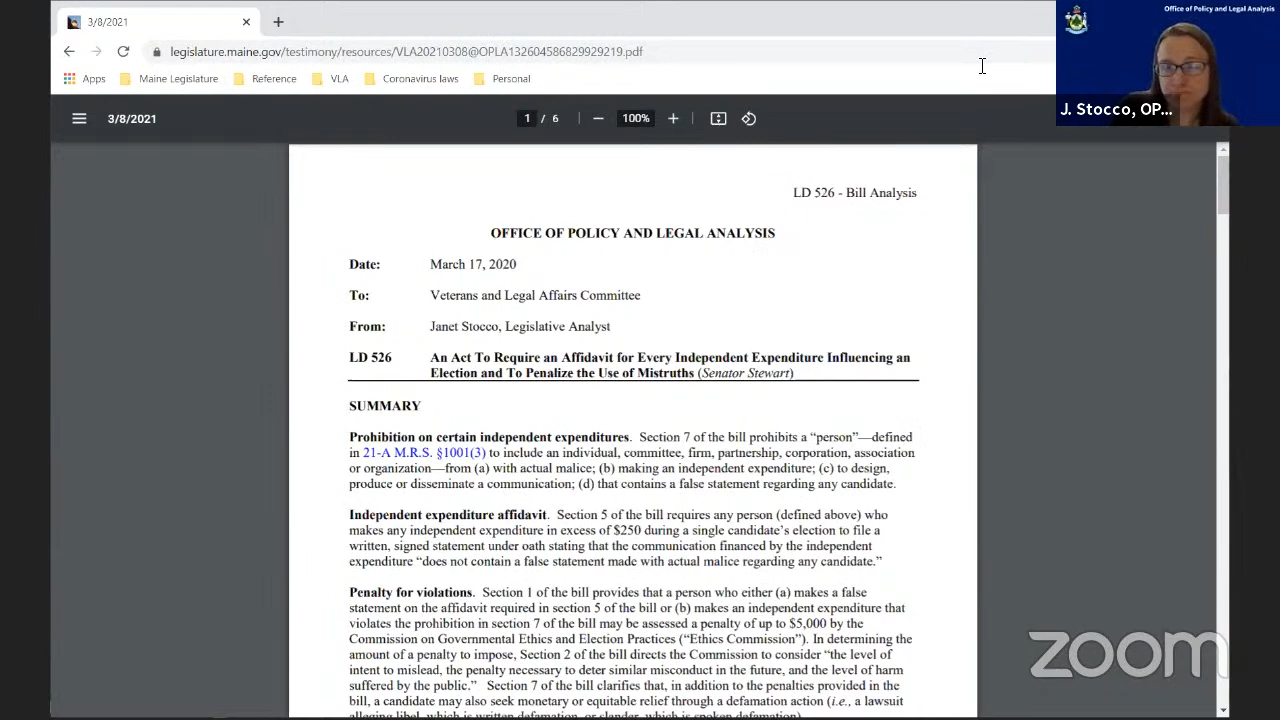 3/8/2021
Office of Policy and Legal Analysis
legislature.maine.gov/testimony/resources/VLA20210308@OPLA132604586829929219.pdf
Apps Maine Legislature Reference VLA Coronavirus laws Personal
J. Stocco, OP...
3/8/2021 1 / 6 100%
LD 526 - Bill Analysis
OFFICE OF POLICY AND LEGAL ANALYSIS
Date: March 17, 2020
To: Veterans and Legal Affairs Committee
From: Janet Stocco, Legislative Analyst
LD 526 An Act To Require an Affidavit for Every Independent Expenditure Influencing an
Election and To Penalize the Use of Mistruths (Senator Stewart)
SUMMARY
Prohibition on certain independent expenditures. Section 7 of the bill prohibits a “person”—defined
in 21-A M.R.S. §1001(3) to include an individual, committee, firm, partnership, corporation, association
or organization—from (a) with actual malice; (b) making an independent expenditure; (c) to design,
produce or disseminate a communication; (d) that contains a false statement regarding any candidate.
Independent expenditure affidavit. Section 5 of the bill requires any person (defined above) who
makes any independent expenditure in excess of $250 during a single candidate’s election to file a
written, signed statement under oath stating that the communication financed by the independent
expenditure “does not contain a false statement made with actual malice regarding any candidate.”
Penalty for violations. Section 1 of the bill provides that a person who either (a) makes a false
statement on the affidavit required in section 5 of the bill or (b) makes an independent expenditure that
violates the prohibition in section 7 of the bill may be assessed a penalty of up to $5,000 by the
Commission on Governmental Ethics and Election Practices (“Ethics Commission”). In determining the
amount of a penalty to impose, Section 2 of the bill directs the Commission to consider “the level of
intent to mislead, the penalty necessary to deter similar misconduct in the future, and the level of harm
suffered by the public.” Section 7 of the bill clarifies that, in addition to the penalties provided in the
bill, a candidate may also seek monetary or equitable relief through a defamation action (i.e., a lawsuit
alleging libel, which is written defamation, or slander, which is spoken defamation).
zoom